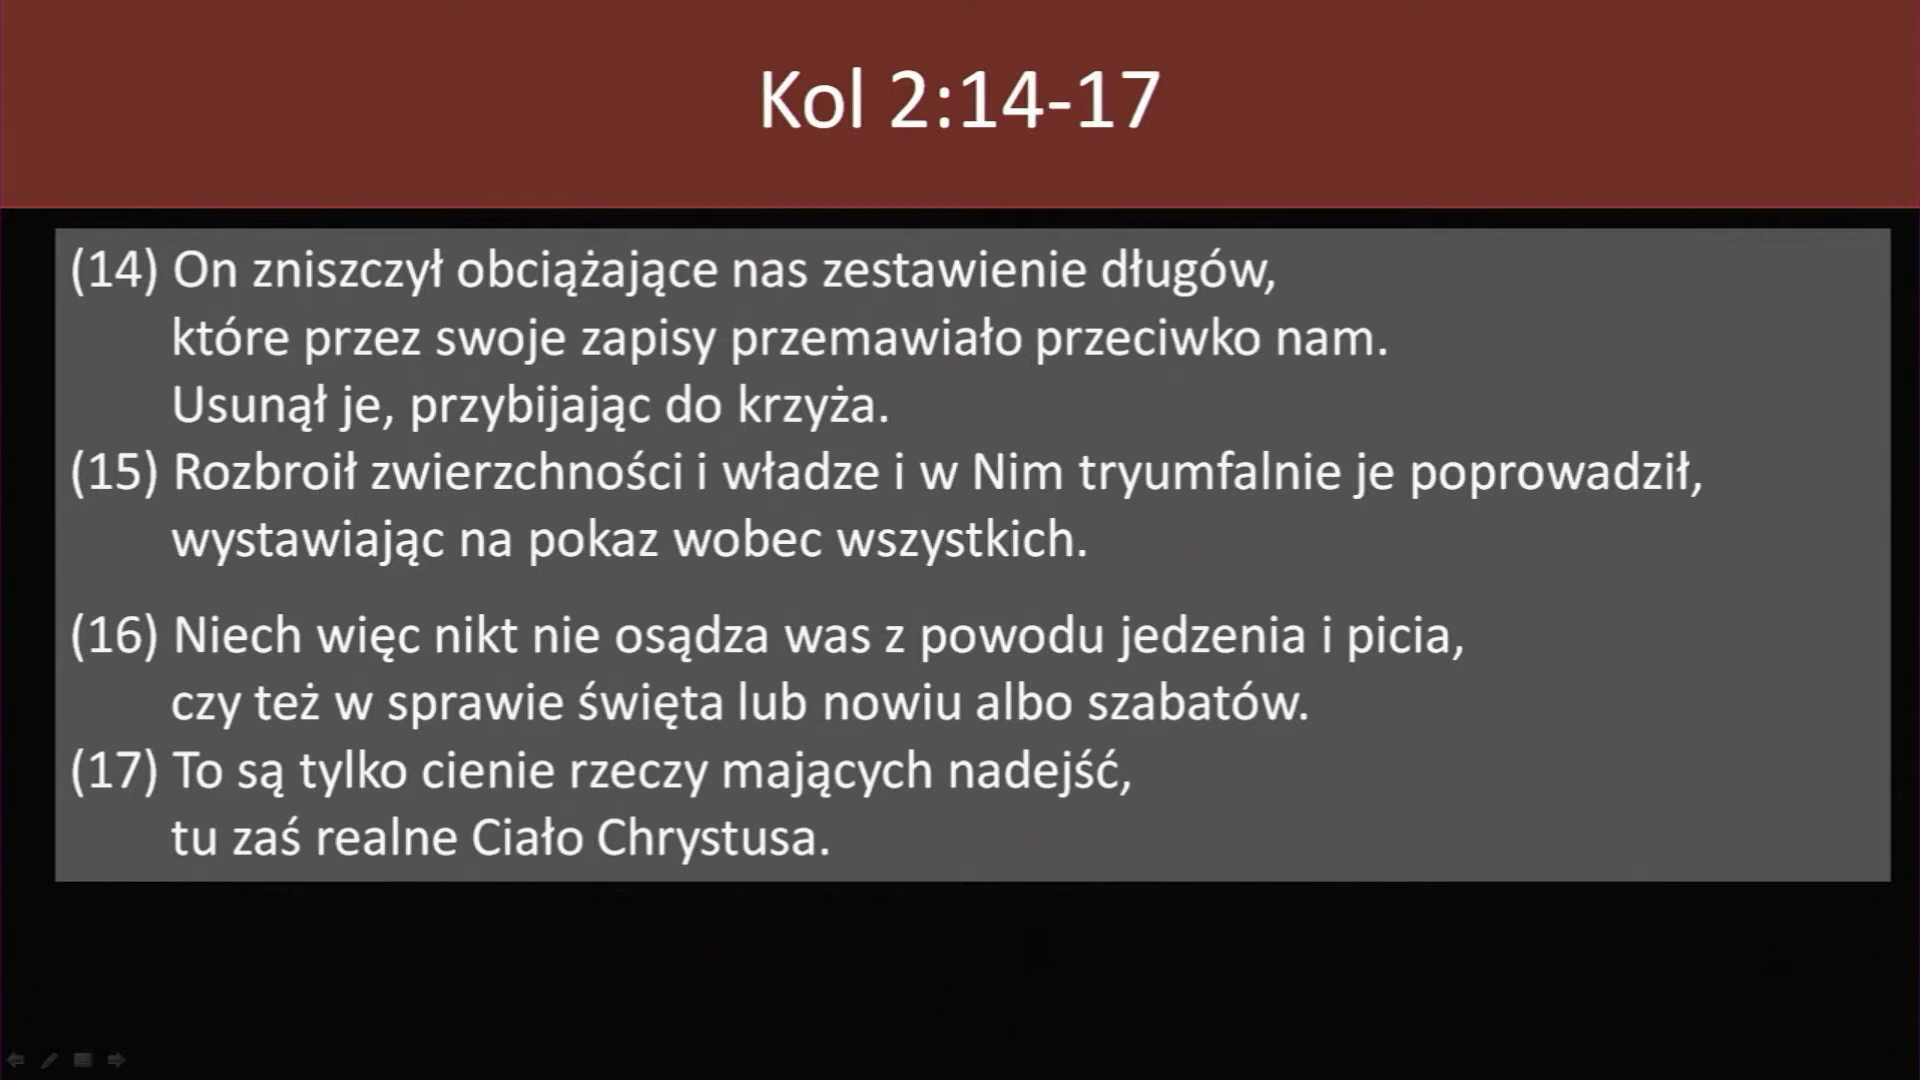 Kol 2:14-17
(14) On zniszczył obciążające nas zestawienie długów,
które przez swoje zapisy przemawiało przeciwko nam.
Usunął je, przybijając do krzyża.
(15) Rozbroił zwierzchności i władze i w Nim tryumfalnie je poprowadził,
wystawiając na pokaz wobec wszystkich.
(16) Niech więc nikt nie osądza was z powodu jedzenia i picia,
czy też w sprawie święta lub nowiu albo szabatów.
(17) To są tylko cienie rzeczy mających nadejść,
tu zaś realne Ciało Chrystusa.